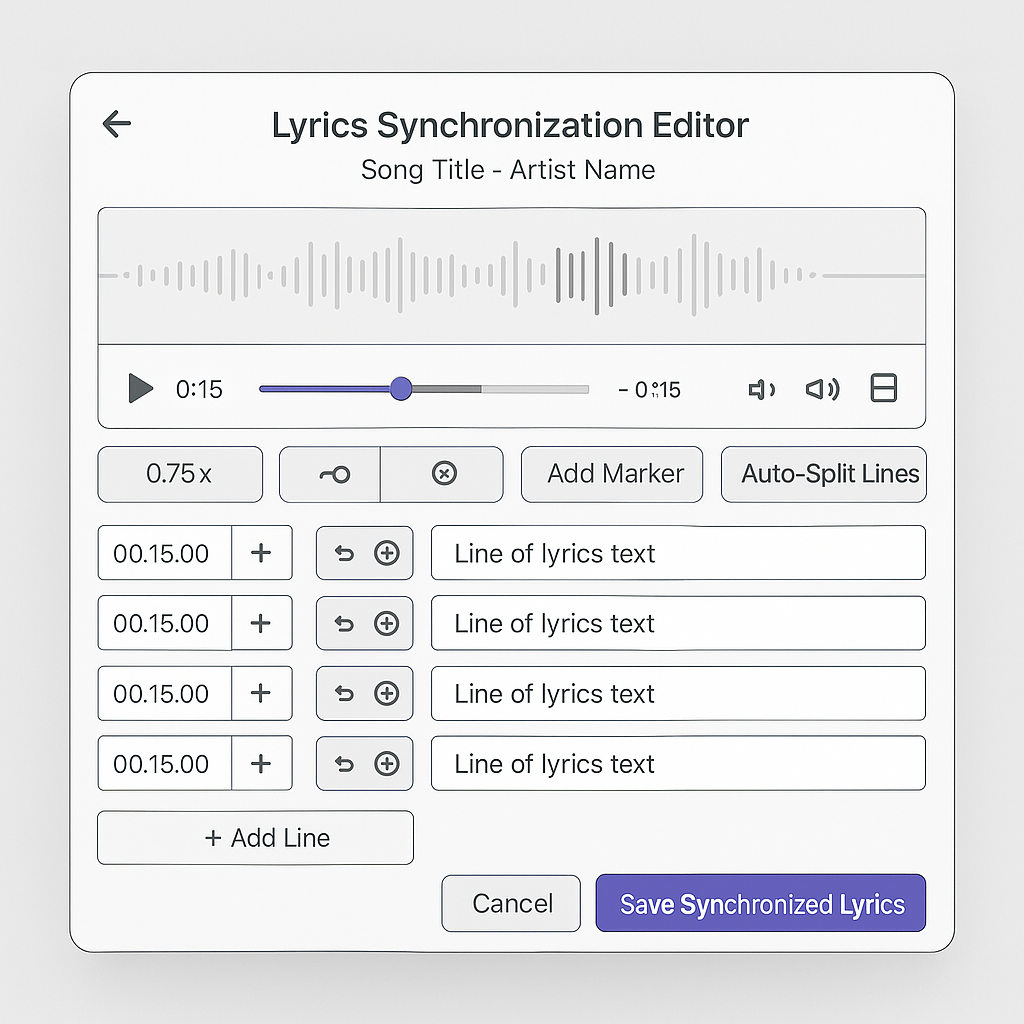 Lyrics Synchronization Editor
Song Title - Artist Name
0:15
0.75x Add Marker Auto-Split Lines
00.15.00 + Line of lyrics text
00.15.00 + Line of lyrics text
00.15.00 + Line of lyrics text
00.15.00 + Line of lyrics text
+ Add Line
Cancel Save Synchronized Lyrics